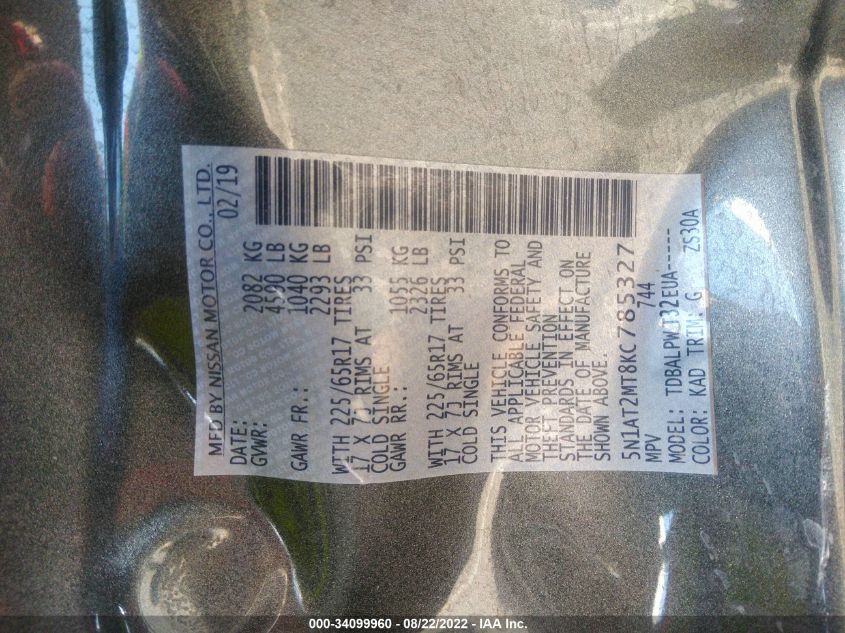 MFD BY NISSAN MOTOR CO., LTD.
DATE: 02/19
GVWR: 2082 KG
4590 LB
GAWR FR.: 1040 KG
2293 LB
WITH 225/65R17 TIRES
17 X 7J RIMS AT 33 PSI
COLD SINGLE
GAWR RR.: 1055 KG
2326 LB
WITH 225/65R17 TIRES
17 X 7J RIMS AT 33 PSI
COLD SINGLE
THIS VEHICLE CONFORMS TO
ALL APPLICABLE FEDERAL
MOTOR VEHICLE SAFETY AND
THEFT PREVENTION
STANDARDS IN EFFECT ON
THE DATE OF MANUFACTURE
SHOWN ABOVE.
5N1AT2MT8KC785327
MPV 744
MODEL: TDBALPWJT32EUA-----
COLOR: KAD TRIM: G ZS30A
000-34099960 - 08/22/2022 - IAA Inc.